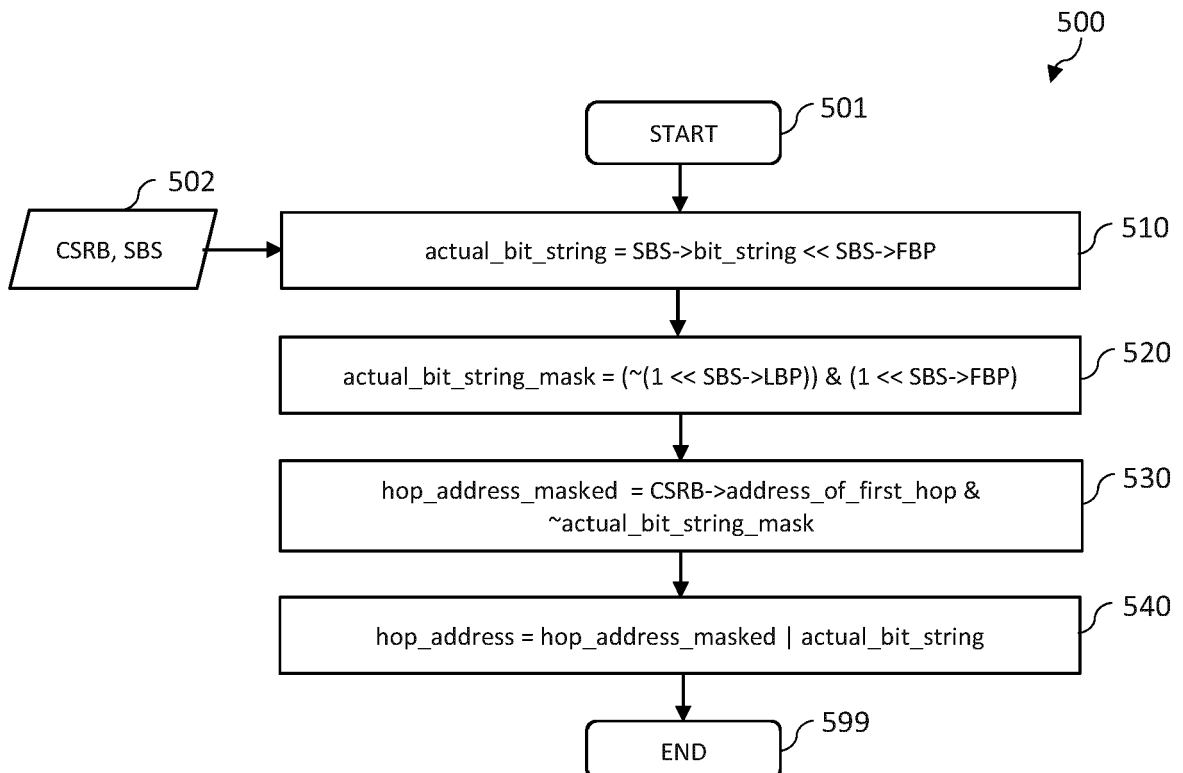 500
START
501
502
CSRB, SBS
actual_bit_string = SBS->bit_string << SBS->FBP
510
actual_bit_string_mask = (~(1 << SBS->LBP)) & (1 << SBS->FBP)
520
hop_address_masked = CSRB->address_of_first_hop &
~actual_bit_string_mask
530
hop_address = hop_address_masked | actual_bit_string
540
END
599